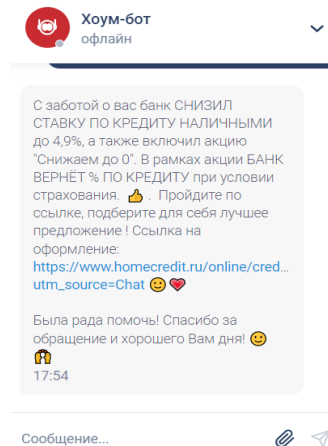 Хоум-бот
офлайн
С заботой о вас банк СНИЗИЛ
СТАВКУ ПО КРЕДИТУ НАЛИЧНЫМИ
до 4,9%, а также включил акцию
"Снижаем до 0". В рамках акции БАНК
ВЕРНЁТ % ПО КРЕДИТУ при условии
страхования. 👍 . Пройдите по
ссылке, подберите для себя лучшее
предложение ! Ссылка на
оформление:
https://www.homecredit.ru/online/cred...
utm_source=Chat 🙂 ❤
Была рада помочь! Спасибо за
обращение и хорошего Вам дня! 🙂
17:54
Сообщение...